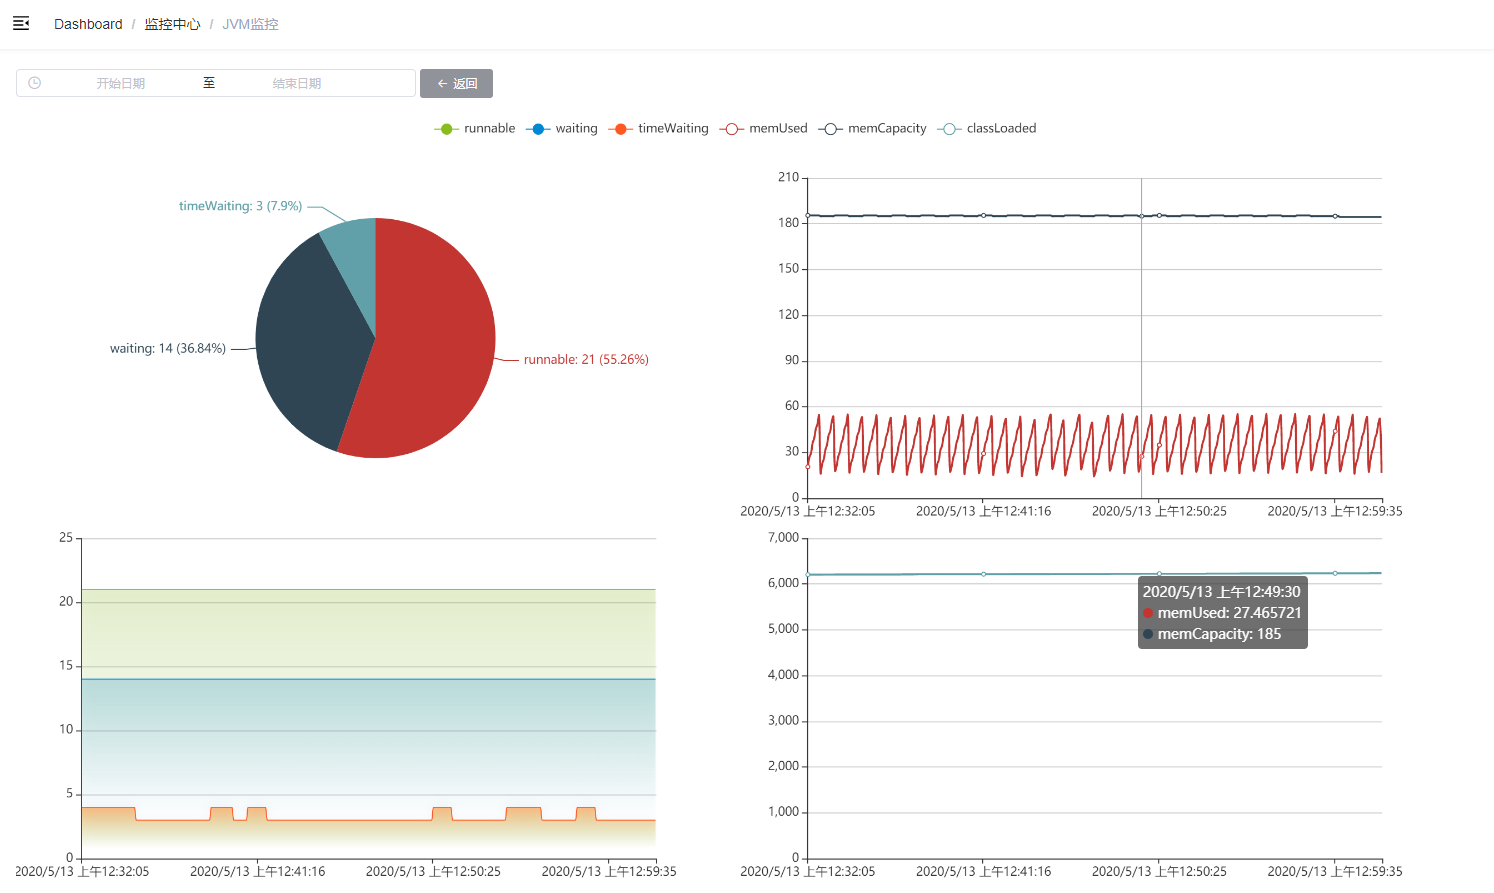 Dashboard / 监控中心 / JVM监控
开始日期 至 结束日期 返回
runnable waiting timeWaiting memUsed memCapacity classLoaded
timeWaiting: 3 (7.9%)
waiting: 14 (36.84%)
runnable: 21 (55.26%)
210
180
150
120
90
60
30
0
2020/5/13 上午12:32:05 2020/5/13 上午12:41:16 2020/5/13 上午12:50:25 2020/5/13 上午12:59:35
25
20
15
10
5
0
2020/5/13 上午12:32:05 2020/5/13 上午12:41:16 2020/5/13 上午12:50:25 2020/5/13 上午12:59:35
7,000
6,000
5,000
4,000
3,000
2,000
1,000
0
2020/5/13 上午12:32:05 2020/5/13 上午12:41:16 2020/5/13 上午12:50:25 2020/5/13 上午12:59:35
2020/5/13 上午12:49:30
memUsed: 27.465721
memCapacity: 185